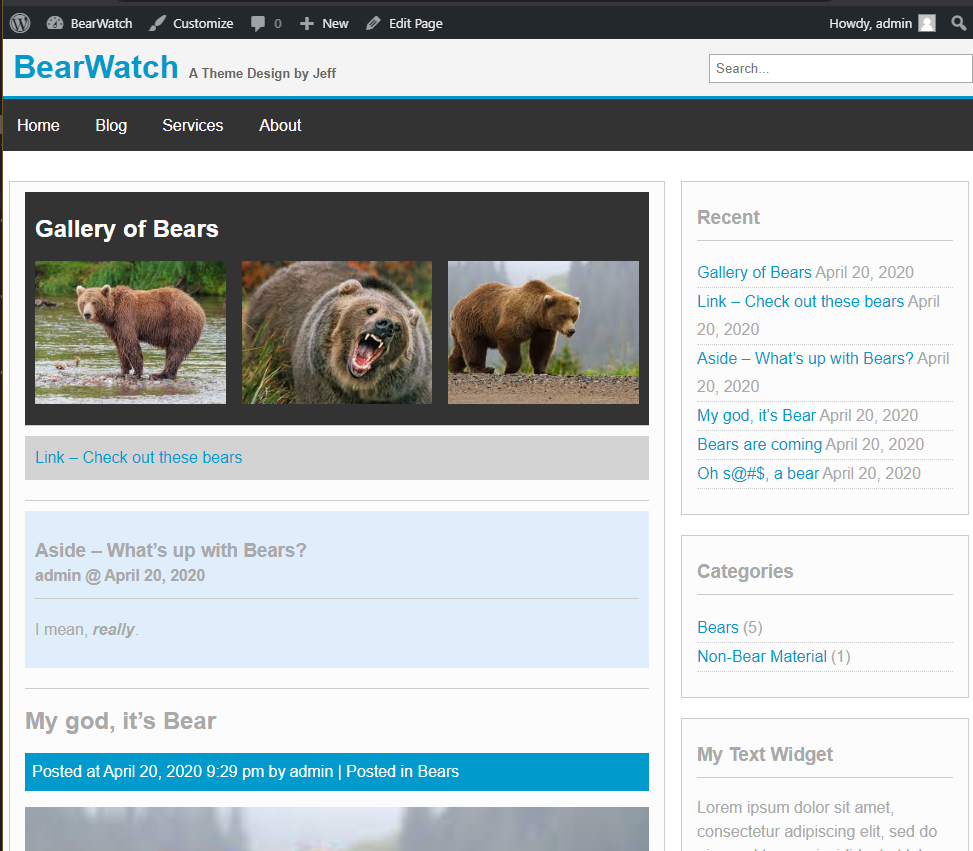 BearWatch Customize 0 New Edit Page Howdy, admin
BearWatch A Theme Design by Jeff Search...
Home Blog Services About
Gallery of Bears
Link – Check out these bears
Aside – What’s up with Bears?
admin @ April 20, 2020
I mean, really.
My god, it’s Bear
Posted at April 20, 2020 9:29 pm by admin | Posted in Bears
Recent
Gallery of Bears April 20, 2020
Link – Check out these bears April
20, 2020
Aside – What’s up with Bears? April
20, 2020
My god, it’s Bear April 20, 2020
Bears are coming April 20, 2020
Oh s@#$, a bear April 20, 2020
Categories
Bears (5)
Non-Bear Material (1)
My Text Widget
Lorem ipsum dolor sit amet,
consectetur adipiscing elit, sed do